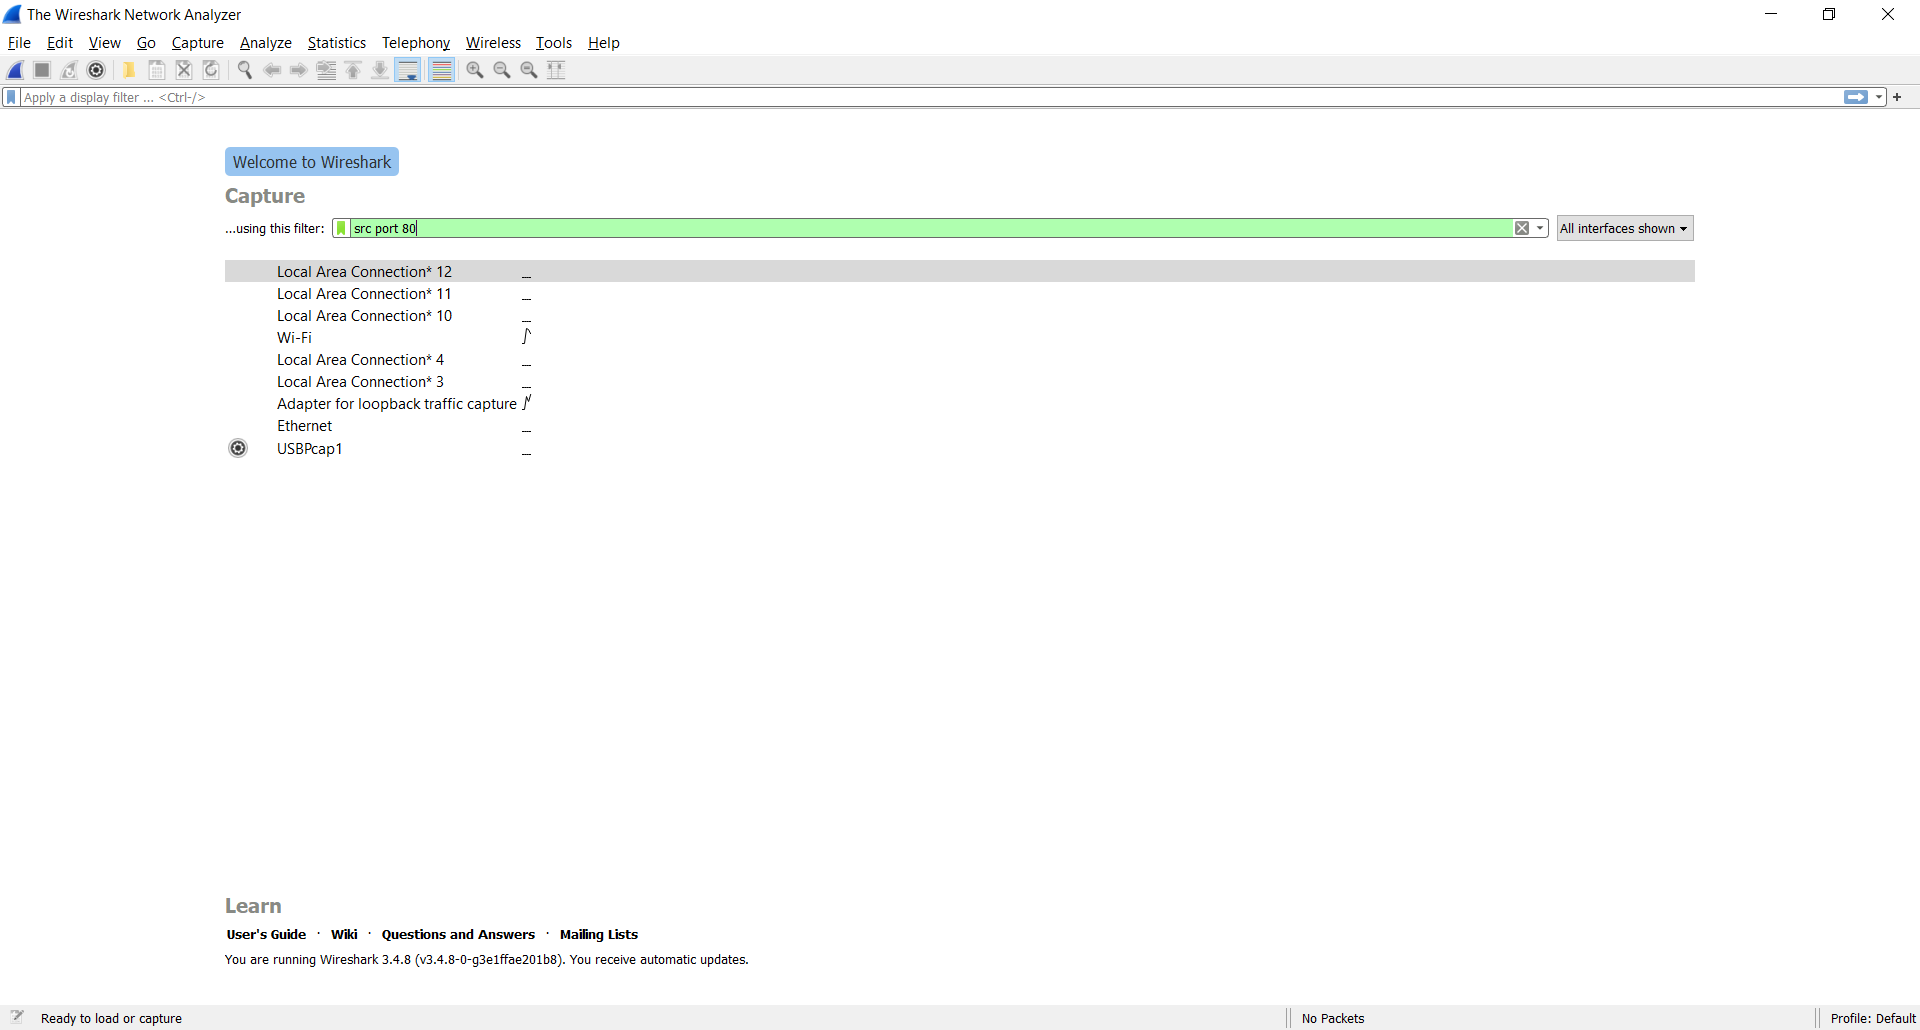 The Wireshark Network Analyzer
File Edit View Go Capture Analyze Statistics Telephony Wireless Tools Help
Apply a display filter ... <Ctrl-/>
Welcome to Wireshark
Capture
...using this filter: src port 80 All interfaces shown
Local Area Connection* 12
Local Area Connection* 11
Local Area Connection* 10
Wi-Fi
Local Area Connection* 4
Local Area Connection* 3
Adapter for loopback traffic capture
Ethernet
USBPcap1
Learn
User's Guide · Wiki · Questions and Answers · Mailing Lists
You are running Wireshark 3.4.8 (v3.4.8-0-g3e1ffae201b8). You receive automatic updates.
Ready to load or capture No Packets Profile: Default